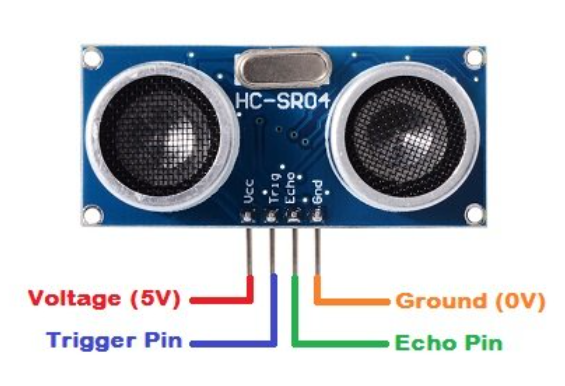 HC-SR04
Vcc
Trig
Echo
Gnd
Voltage (5V)
Ground (0V)
Trigger Pin
Echo Pin